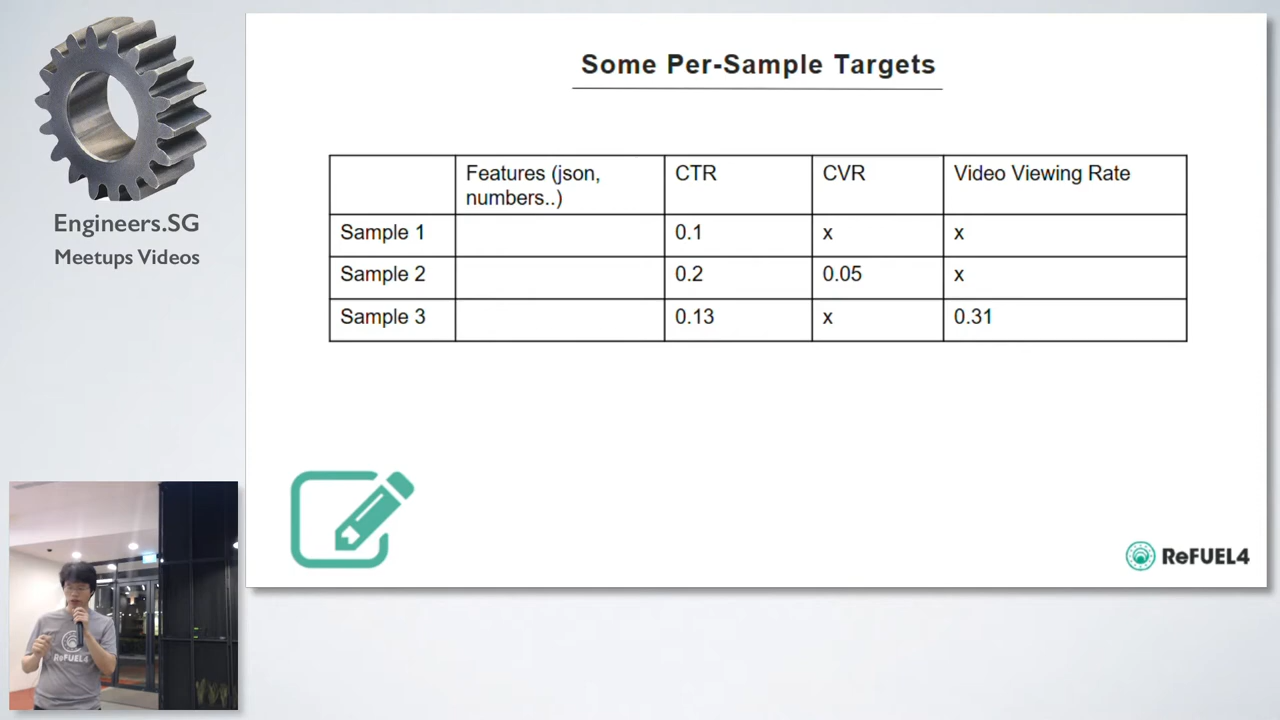 Engineers.SG
Meetups Videos
Some Per-Sample Targets
Features (json, numbers..) CTR CVR Video Viewing Rate
Sample 1 0.1 x x
Sample 2 0.2 0.05 x
Sample 3 0.13 x 0.31
ReFUEL4
ReFUEL4